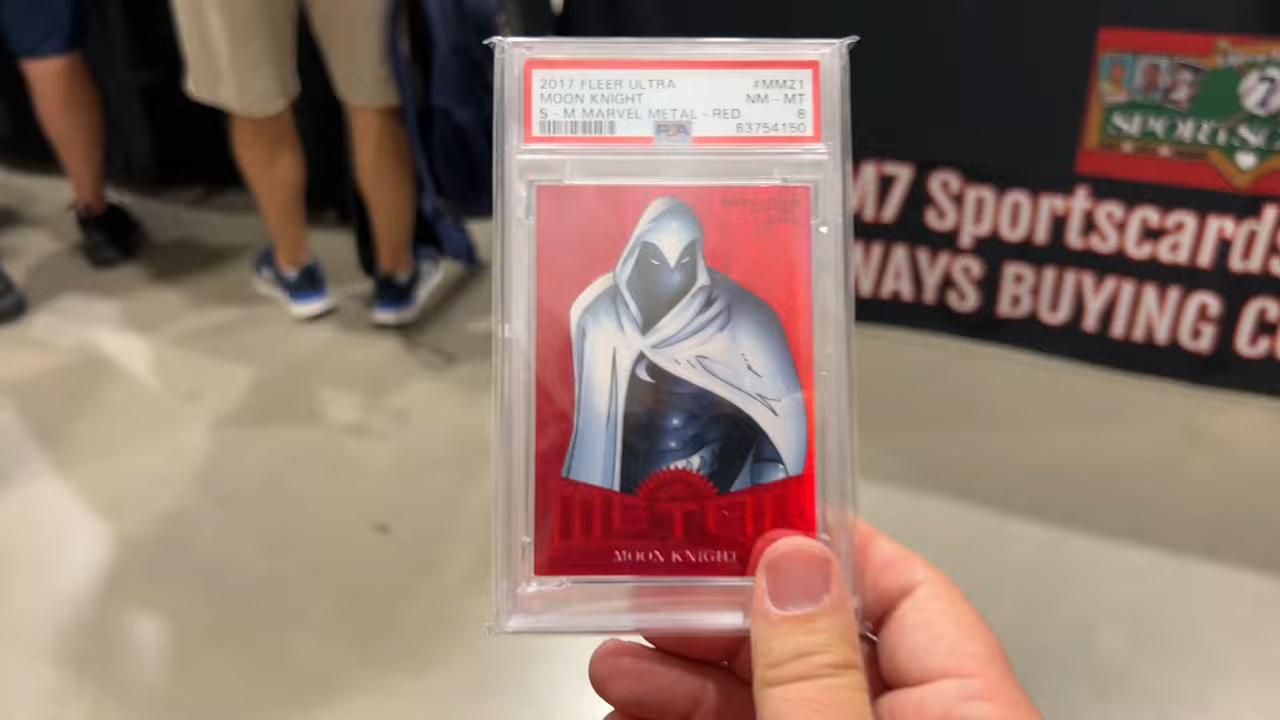 2017 FLEER ULTRA #MMZ1
MOON KNIGHT NM-MT
S-M MARVEL METAL-RED 8
PSA 63754150
METAL
MOON KNIGHT
M7 Sportscards
WAYS BUYING